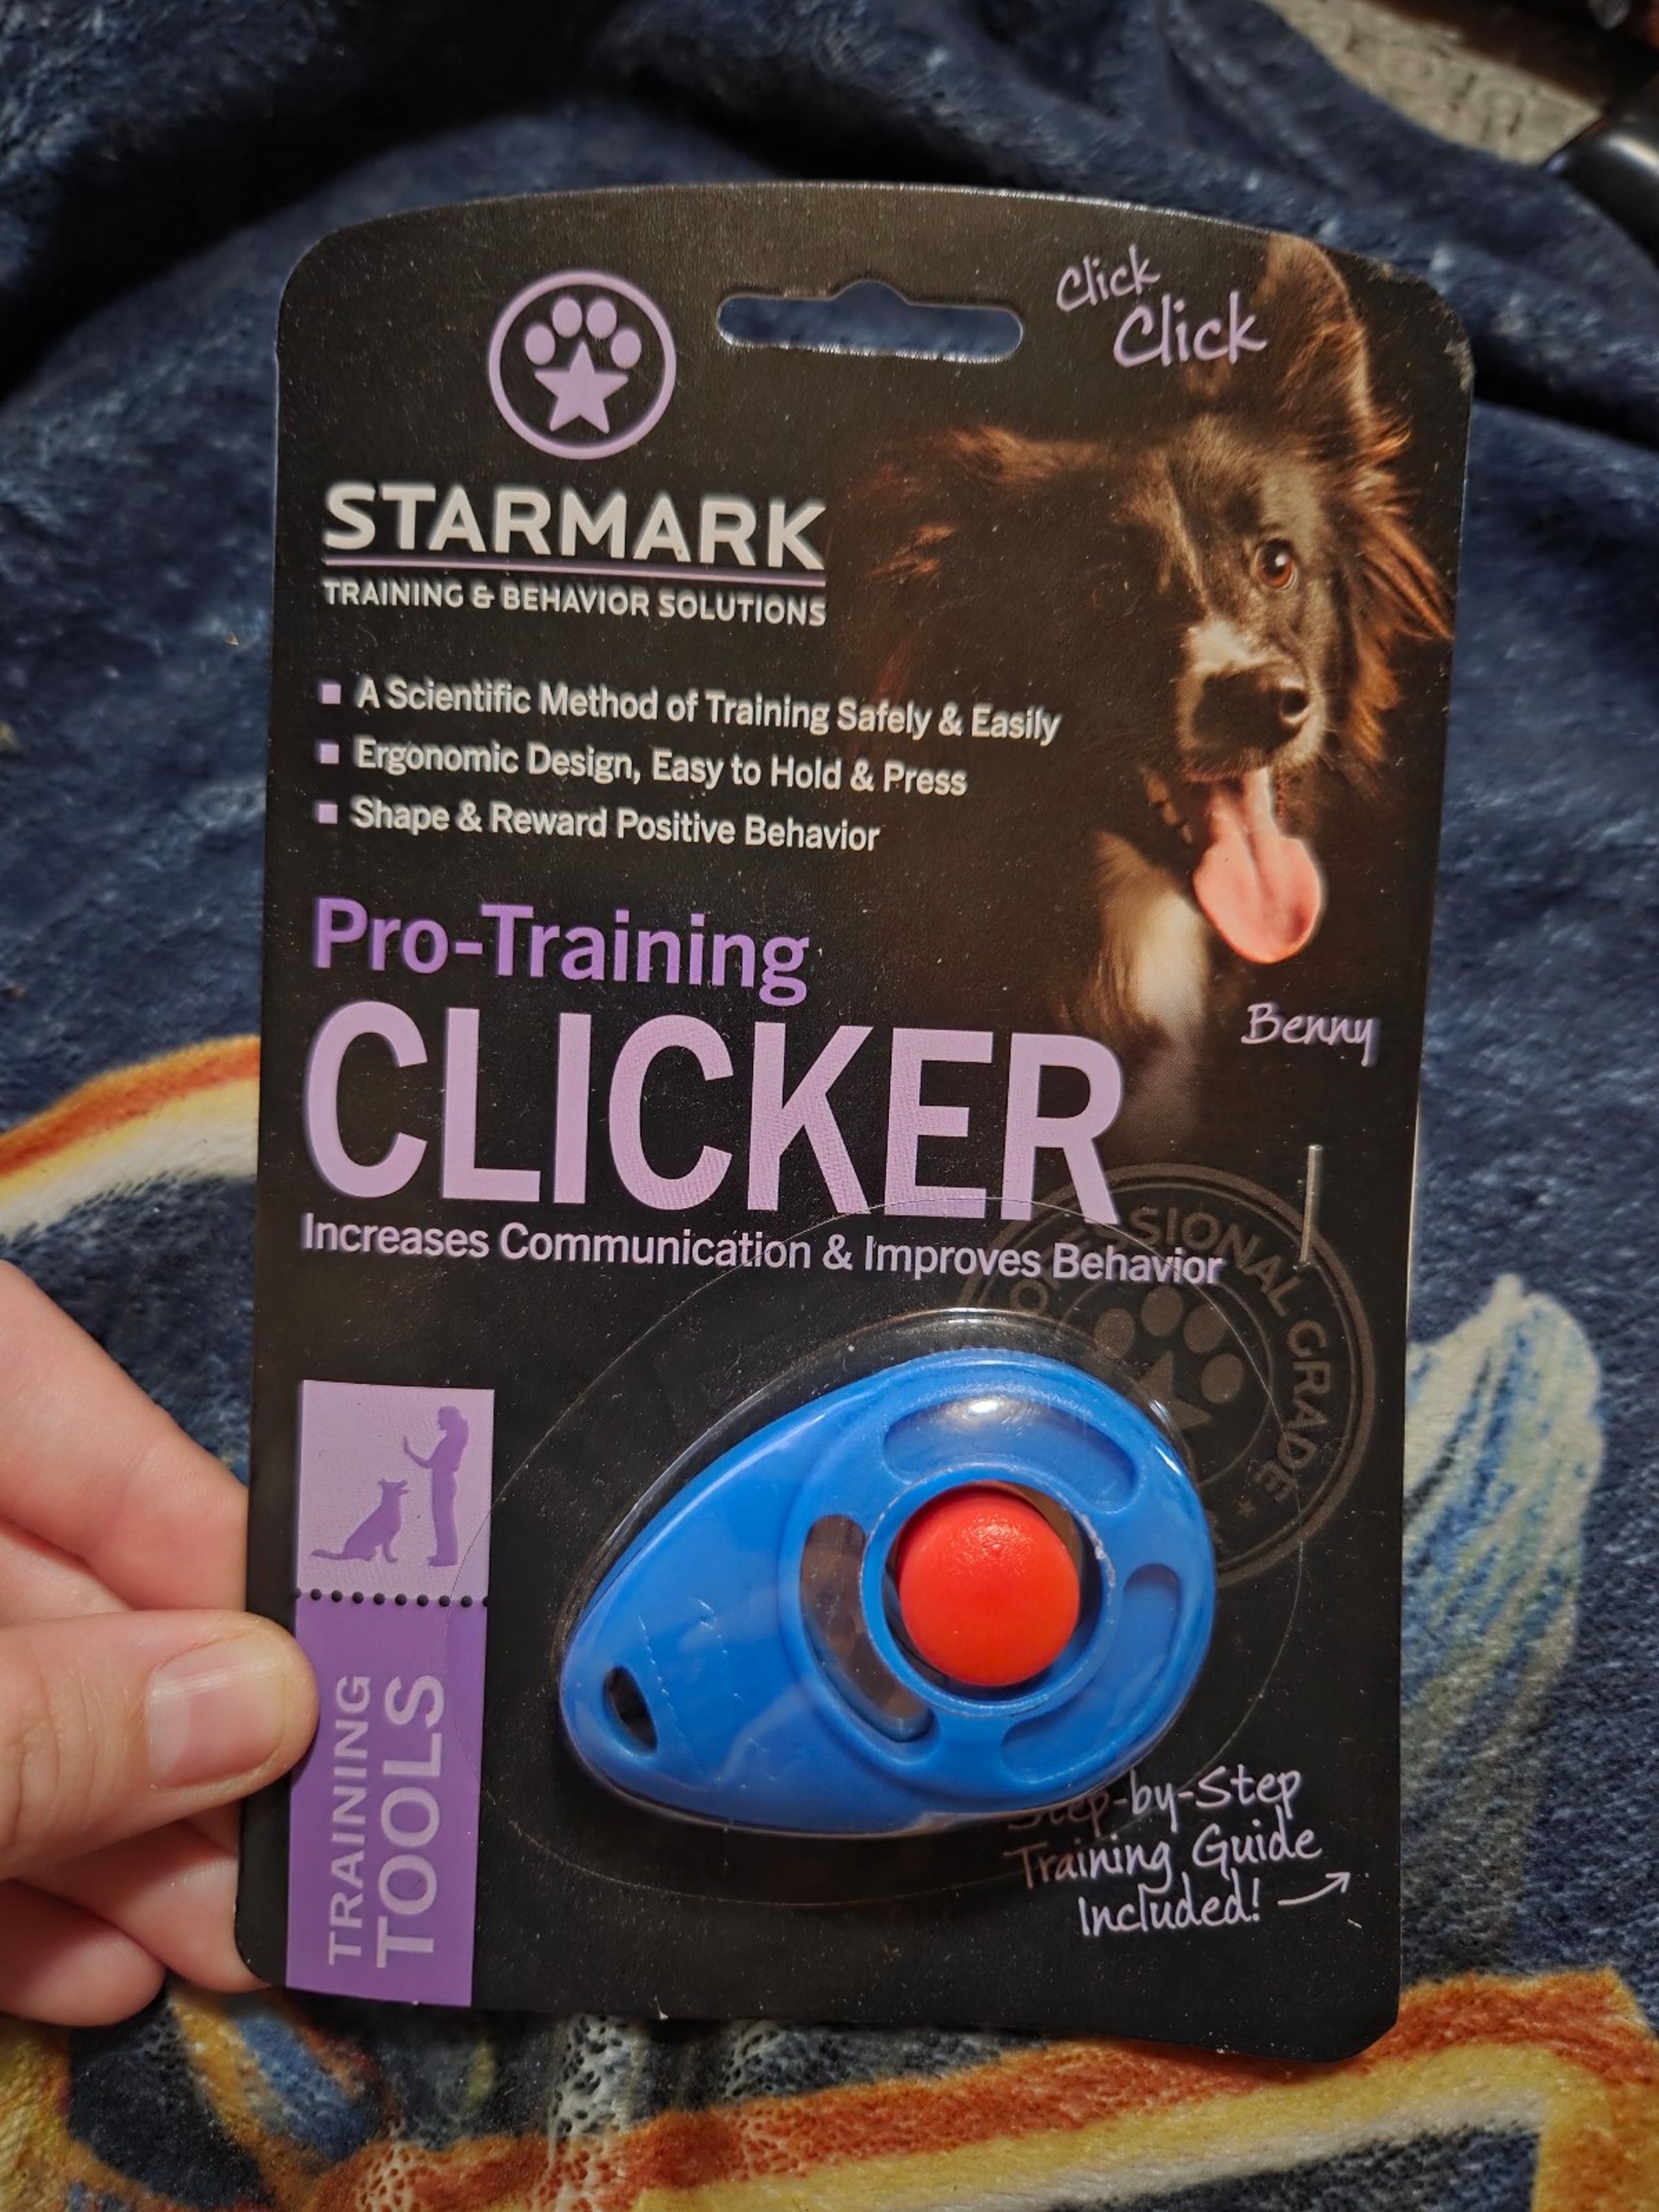 Click
Click
STARMARK
TRAINING & BEHAVIOR SOLUTIONS
A Scientific Method of Training Safely & Easily
Ergonomic Design, Easy to Hold & Press
Shape & Reward Positive Behavior
Pro-Training
CLICKER
Increases Communication & Improves Behavior
Benny
PROFESSIONAL GRADE
TRAINING
TOOLS
Step-by-Step
Training Guide
Included!